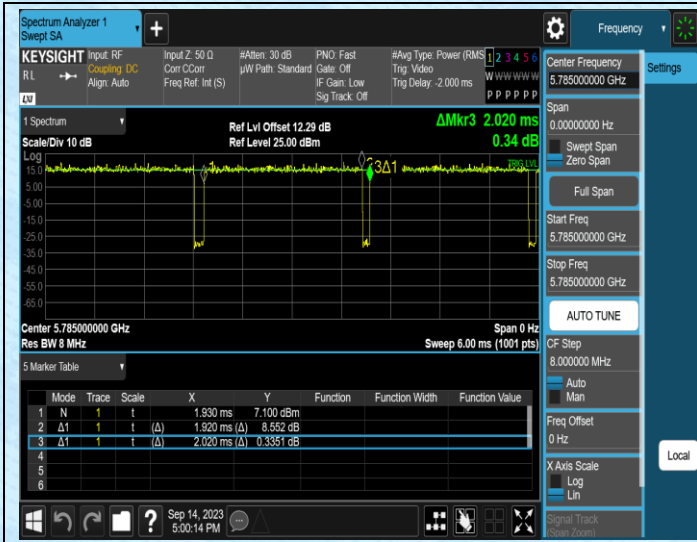 Spectrum Analyzer 1
Swept SA
Frequency
KEYSIGHT
Input: RF
Coupling: DC
Align: Auto
Input Z: 50 Ω
Corr CCorr
Freq Ref: Int (S)
#Atten: 30 dB
µW Path: Standard
PNO: Fast
Gate: Off
IF Gain: Low
Sig Track: Off
#Avg Type: Power (RMS
Trig: Video
Trig Delay: -2.000 ms
1 2 3 4 5 6
W W W W W W
P P P P P P
RL
LXI
1 Spectrum
Scale/Div 10 dB
Ref Lvl Offset 12.29 dB
Ref Level 25.00 dBm
ΔMkr3 2.020 ms
0.34 dB
Log
15.0
5.00
-5.00
-15.0
-25.0
-35.0
-45.0
-55.0
-65.0
1
3Δ1
TRIG LVL
Center 5.785000000 GHz
Res BW 8 MHz
Span 0 Hz
Sweep 6.00 ms (1001 pts)
5 Marker Table
Mode Trace Scale X Y Function Function Width Function Value
1 N 1 t 1.930 ms 7.100 dBm
2 Δ1 1 t (Δ) 1.920 ms (Δ) 8.552 dB
3 Δ1 1 t (Δ) 2.020 ms (Δ) 0.3351 dB
4
5
6
Sep 14, 2023
5:00:14 PM
?
Center Frequency
5.785000000 GHz
Span
0.00000000 Hz
Swept Span
Zero Span
Full Span
Start Freq
5.785000000 GHz
Stop Freq
5.785000000 GHz
AUTO TUNE
CF Step
8.000000 MHz
Auto
Man
Freq Offset
0 Hz
X Axis Scale
Log
Lin
Signal Track
(Span Zoom)
Settings
Local